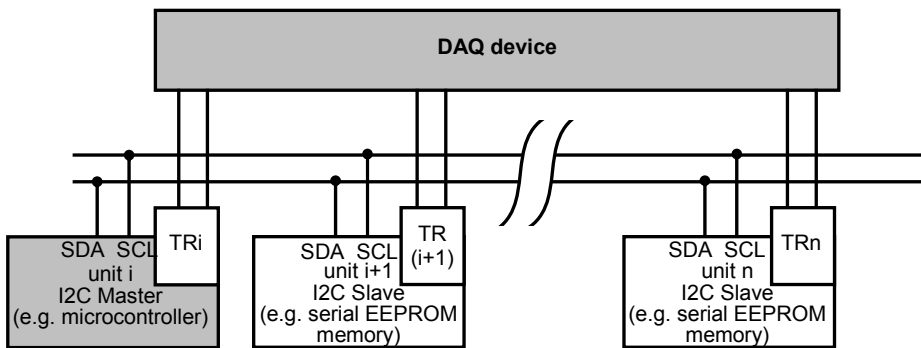 DAQ device
SDA SCL
TRi
unit i
I2C Master
(e.g. microcontroller)
SDA SCL
TR
(i+1)
unit i+1
I2C Slave
(e.g. serial EEPROM
memory)
SDA SCL
TRn
unit n
I2C Slave
(e.g. serial EEPROM
memory)